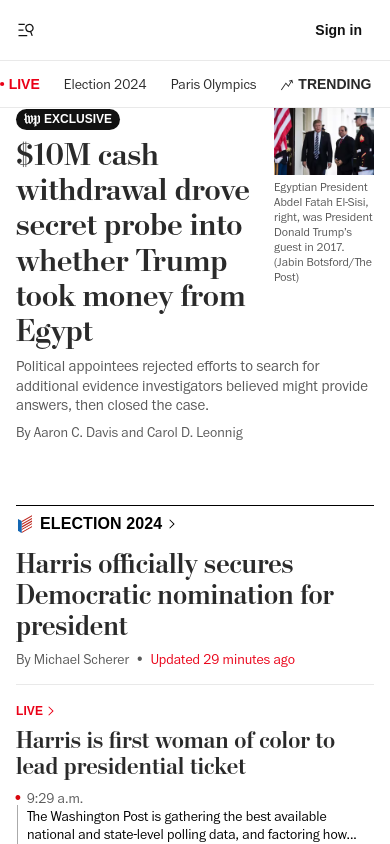 Sign in
LIVE Election 2024 Paris Olympics TRENDING
wp EXCLUSIVE
$10M cash
withdrawal drove
secret probe into
whether Trump
took money from
Egypt
Egyptian President
Abdel Fatah El-Sisi,
right, was President
Donald Trump's
guest in 2017.
(Jabin Botsford/The
Post)
Political appointees rejected efforts to search for
additional evidence investigators believed might provide
answers, then closed the case.
By Aaron C. Davis and Carol D. Leonnig
ELECTION 2024
Harris officially secures
Democratic nomination for
president
By Michael Scherer • Updated 29 minutes ago
LIVE
Harris is first woman of color to
lead presidential ticket
9:29 a.m.
The Washington Post is gathering the best available
national and state-level polling data, and factoring how...